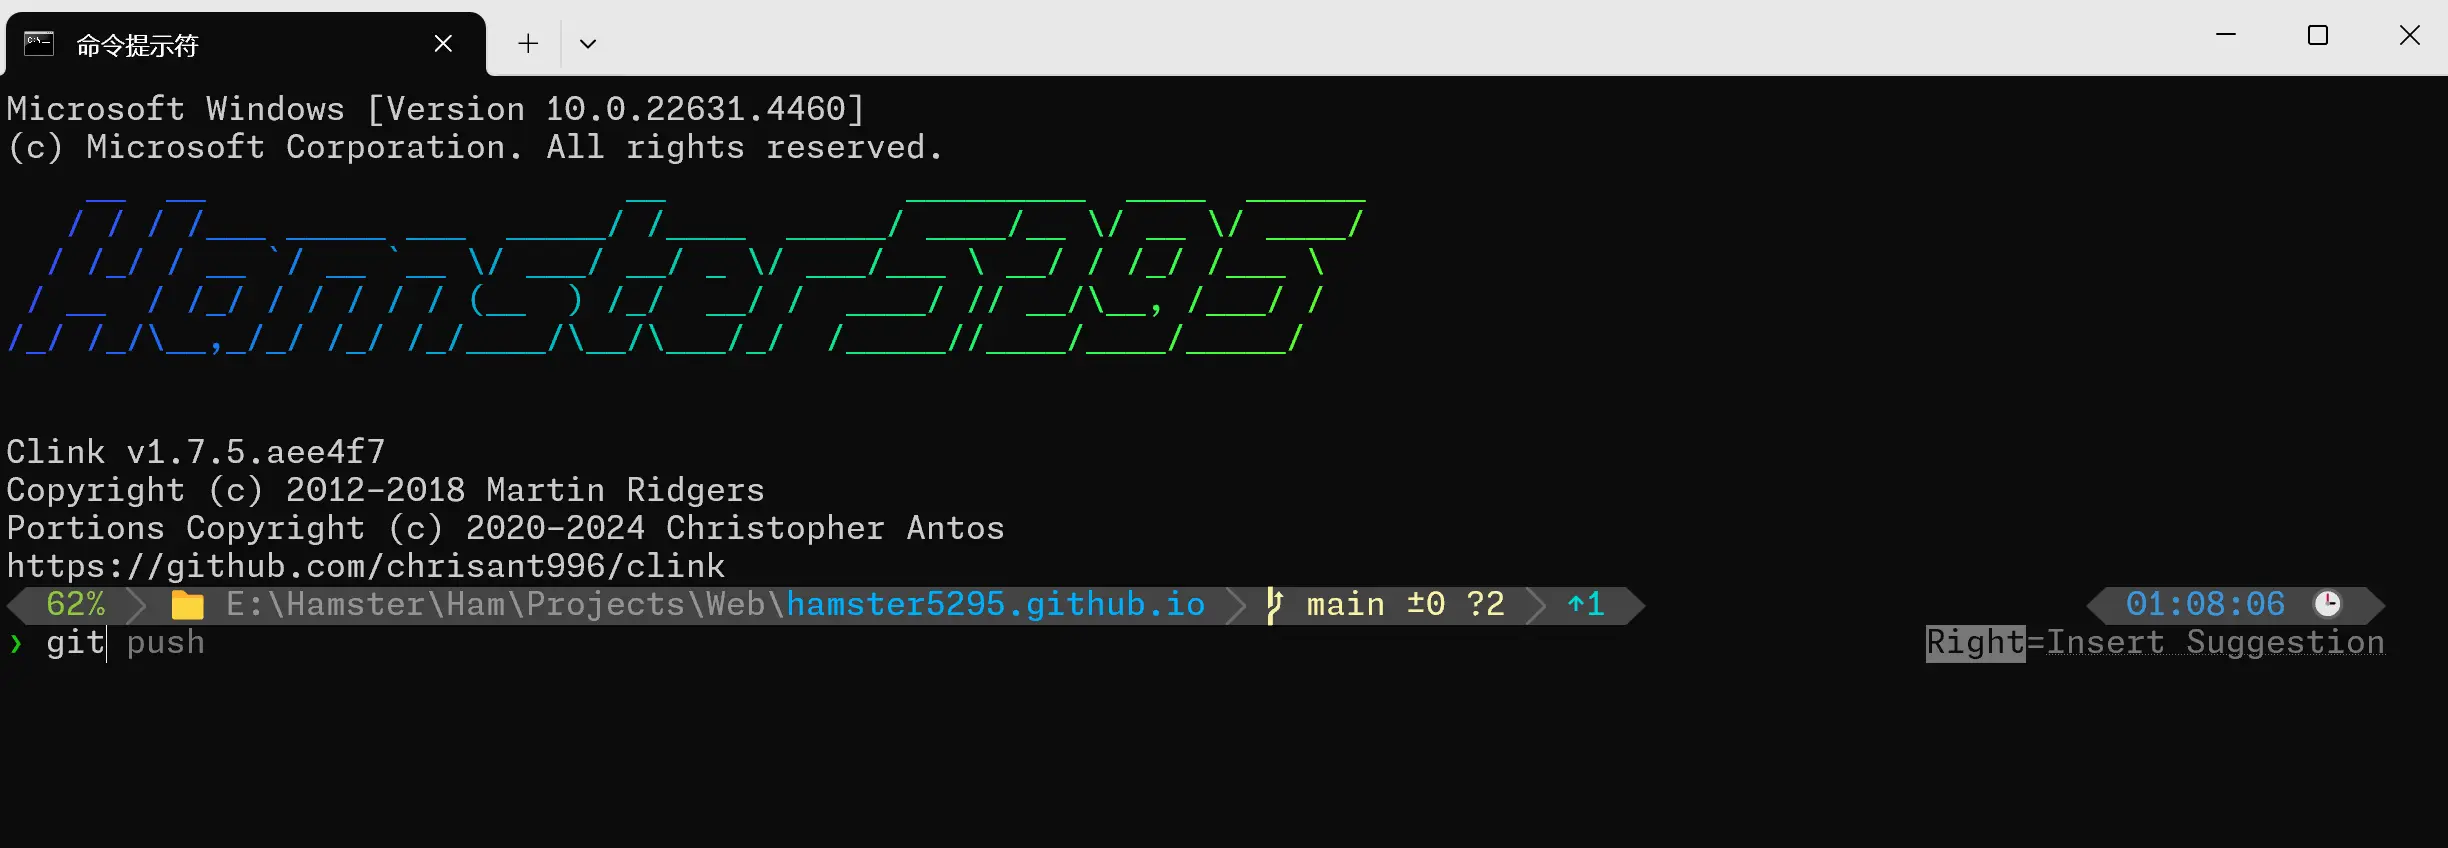 命令提示符
Microsoft Windows [Version 10.0.22631.4460]
(c) Microsoft Corporation. All rights reserved.
Hamster5295
Clink v1.7.5.aee4f7
Copyright (c) 2012-2018 Martin Ridgers
Portions Copyright (c) 2020-2024 Christopher Antos
https://github.com/chrisant996/clink
62% E:\Hamster\Ham\Projects\Web\hamster5295.github.io main ±0 ?2 ↑1 01:08:06
❯ git push Right=Insert Suggestion